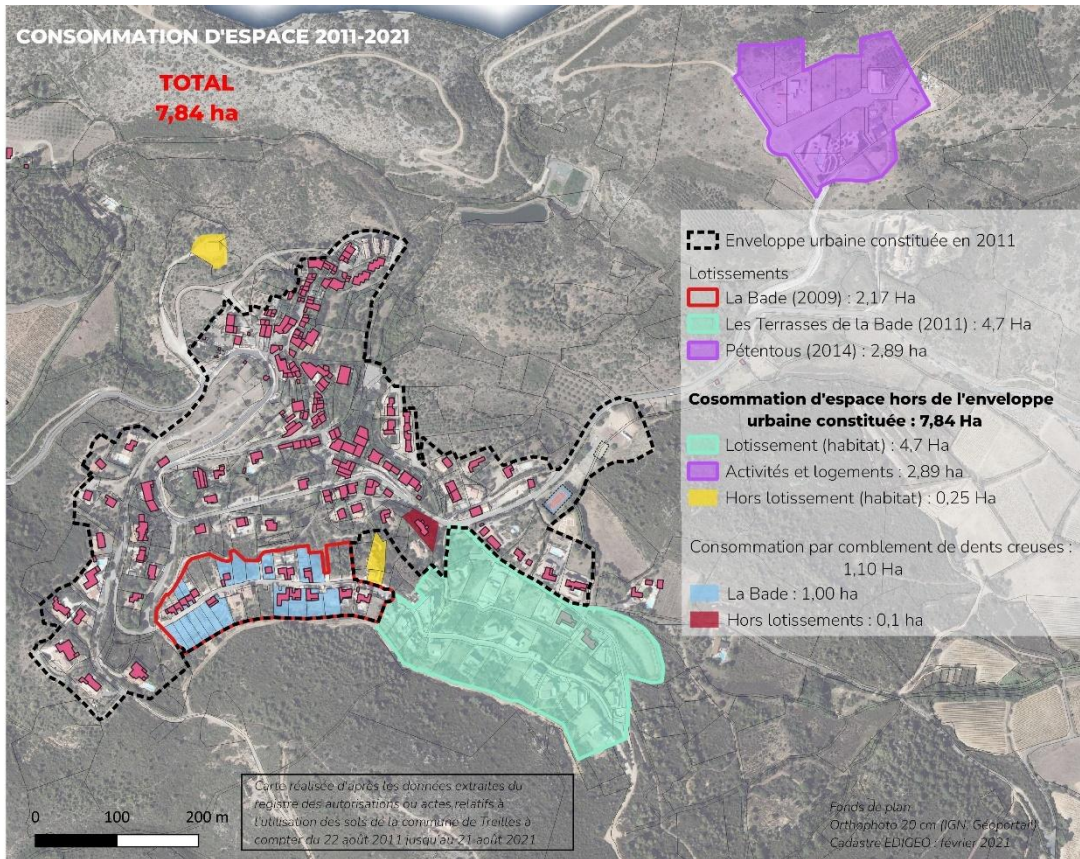 CONSOMMATION D'ESPACE 2011-2021
TOTAL
7,84 ha
Enveloppe urbaine constituée en 2011
Lotissements
La Bade (2009) : 2,17 Ha
Les Terrasses de la Bade (2011) : 4,7 Ha
Pétentous (2014) : 2,89 ha
Cosommation d'espace hors de l'enveloppe
urbaine constituée : 7,84 Ha
Lotissement (habitat) : 4,7 Ha
Activités et logements : 2,89 ha
Hors lotissement (habitat) : 0,25 Ha
Consommation par comblement de dents creuses :
1,10 Ha
La Bade : 1,00 ha
Hors lotissements : 0,1 ha
0 100 200 m
Carte réalisée d'après les données extraites du
registre des autorisations ou actes relatifs à
l'utilisation des sols de la commune de Treilles à
compter du 22 août 2011 jusqu'au 21 août 2021
Fonds de plan
Orthophoto 20 cm (IGN, Géoportail)
Cadastre EDIGEO : février 2021